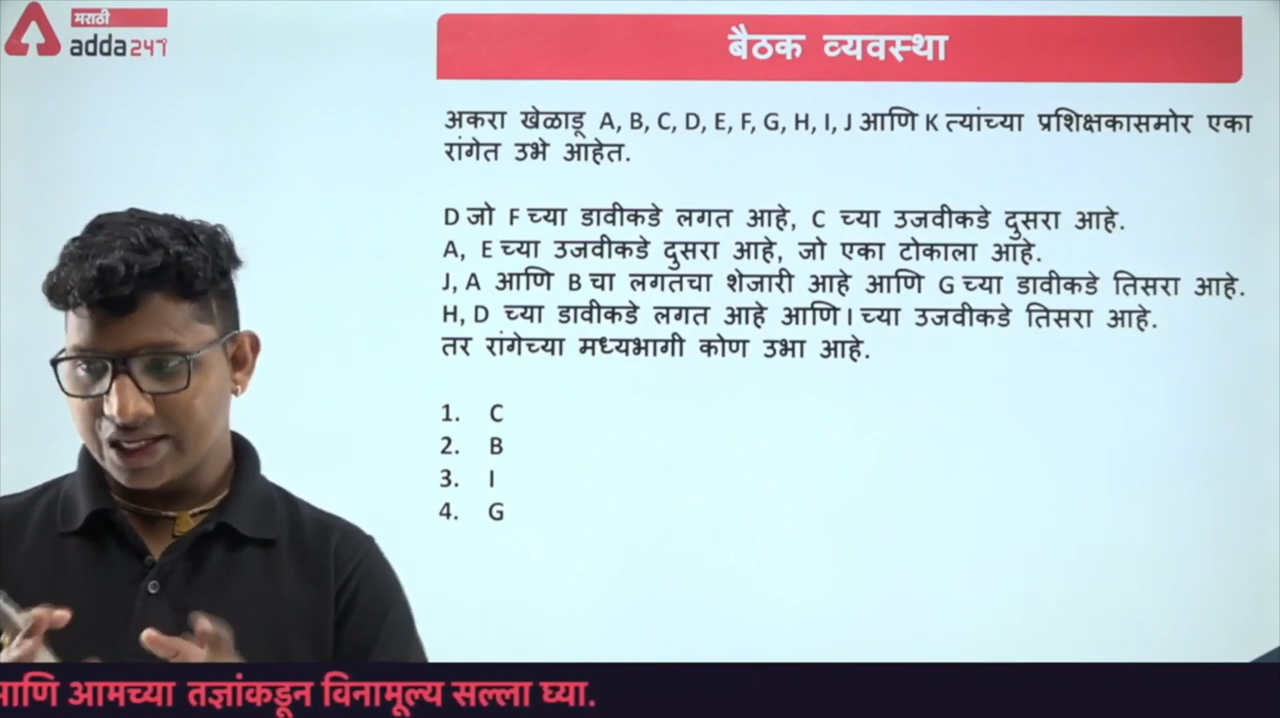 मराठी
adda247
बैठक व्यवस्था
अकरा खेळाडू A, B, C, D, E, F, G, H, I, J आणि K त्यांच्या प्रशिक्षकासमोर एका
रांगेत उभे आहेत.
D जो F च्या डावीकडे लगत आहे, C च्या उजवीकडे दुसरा आहे.
A, E च्या उजवीकडे दुसरा आहे, जो एका टोकाला आहे.
J, A आणि B चा लगतचा शेजारी आहे आणि G च्या डावीकडे तिसरा आहे.
H, D च्या डावीकडे लगत आहे आणि I च्या उजवीकडे तिसरा आहे.
तर रांगेच्या मध्यभागी कोण उभा आहे.
1. C
2. B
3. I
4. G
आमच्या तज्ञांकडून विनामूल्य सल्ला घ्या.